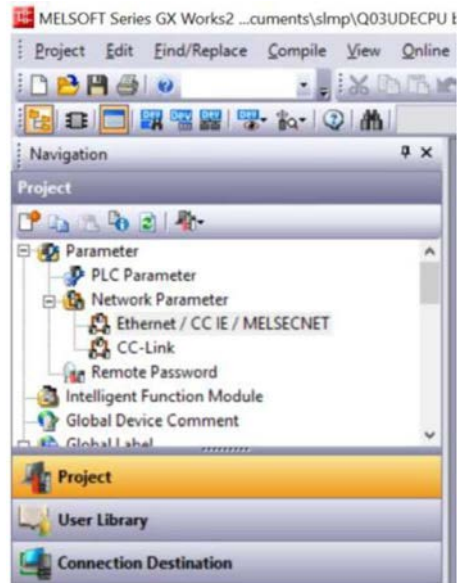 MELSOFT Series GX Works2 ...cuments\slmp\Q03UDECPU b
Project Edit Find/Replace Compile View Online
Navigation
Project
Parameter
PLC Parameter
Network Parameter
Ethernet / CC IE / MELSECNET
CC-Link
Remote Password
Intelligent Function Module
Global Device Comment
Global Label
Project
User Library
Connection Destination